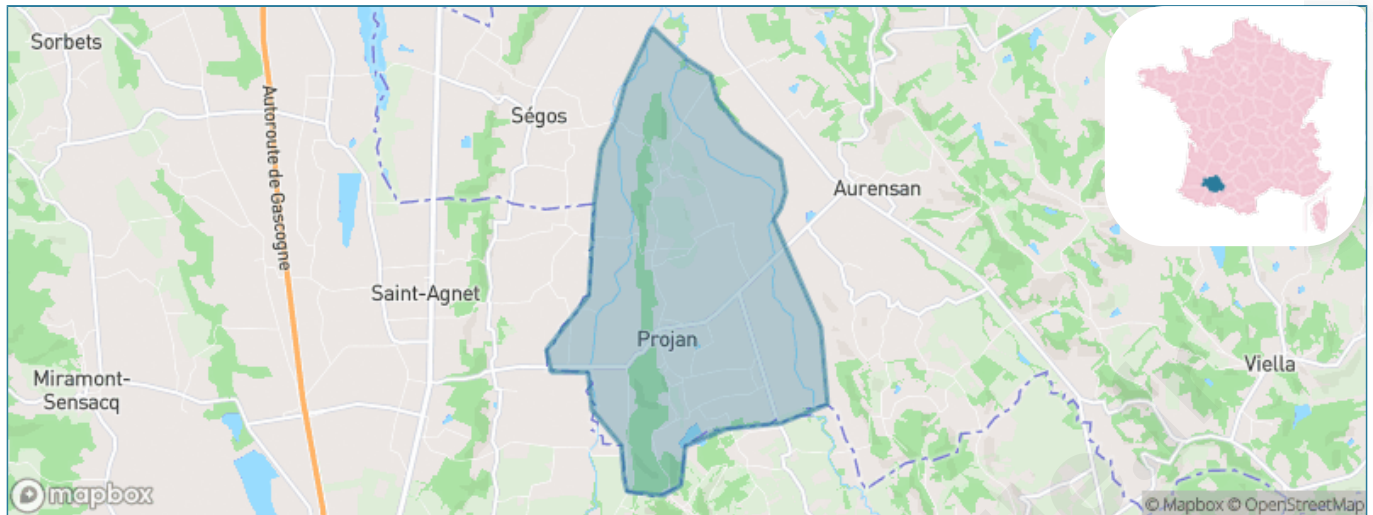 Sorbets
Autoroute de Gascogne
Ségos
Aurensan
Saint-Agnet
Projan
Viella
Miramont-
Sensacq
mapbox
© Mapbox © OpenStreetMap